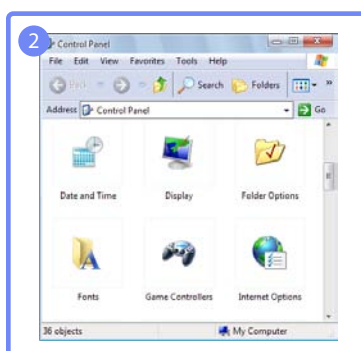 2
Control Panel
File Edit View Favorites Tools Help
Back Search Folders »
Address Control Panel Go
Date and Time Display Folder Options
Fonts Game Controllers Internet Options
36 objects My Computer